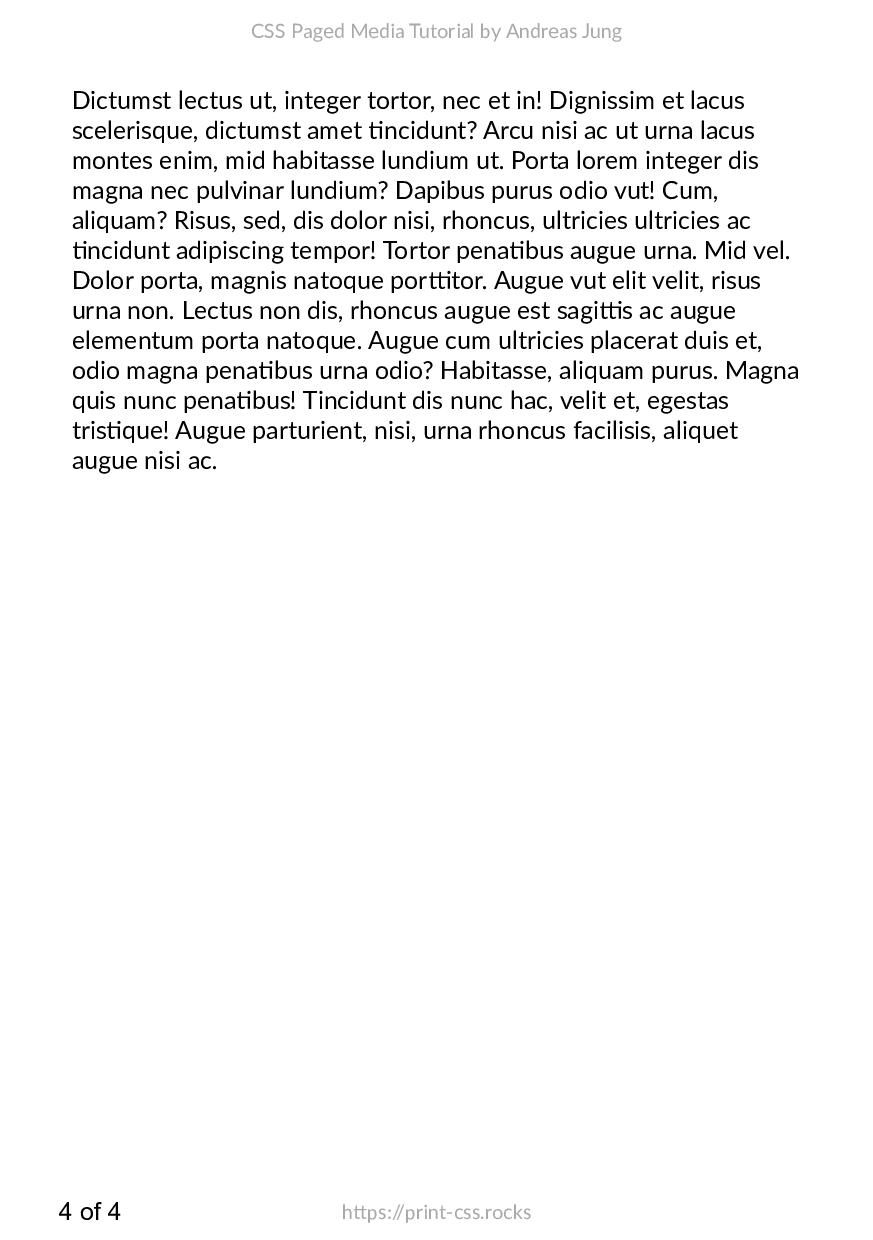 CSS Paged Media Tutorial by Andreas Jung
Dictumst lectus ut, integer tortor, nec et in! Dignissim et lacus
scelerisque, dictumst amet tincidunt? Arcu nisi ac ut urna lacus
montes enim, mid habitasse lundium ut. Porta lorem integer dis
magna nec pulvinar lundium? Dapibus purus odio vut! Cum,
aliquam? Risus, sed, dis dolor nisi, rhoncus, ultricies ultricies ac
tincidunt adipiscing tempor! Tortor penatibus augue urna. Mid vel.
Dolor porta, magnis natoque porttitor. Augue vut elit velit, risus
urna non. Lectus non dis, rhoncus augue est sagittis ac augue
elementum porta natoque. Augue cum ultricies placerat duis et,
odio magna penatibus urna odio? Habitasse, aliquam purus. Magna
quis nunc penatibus! Tincidunt dis nunc hac, velit et, egestas
tristique! Augue parturient, nisi, urna rhoncus facilisis, aliquet
augue nisi ac.
4 of 4
https://print-css.rocks